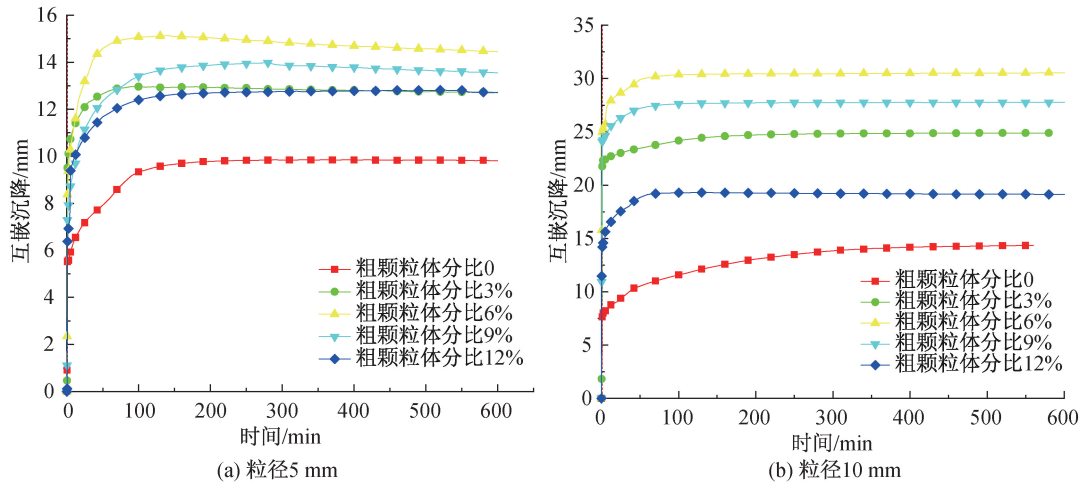 16
14
12
10
8
6
4
2
0
互嵌沉降/mm
0 100 200 300 400 500 600
时间/min
粗颗粒体分比0
粗颗粒体分比3%
粗颗粒体分比6%
粗颗粒体分比9%
粗颗粒体分比12%
(a) 粒径5 mm
35
30
25
20
15
10
5
0
互嵌沉降/mm
0 100 200 300 400 500 600
时间/min
粗颗粒体分比0
粗颗粒体分比3%
粗颗粒体分比6%
粗颗粒体分比9%
粗颗粒体分比12%
(b) 粒径10 mm